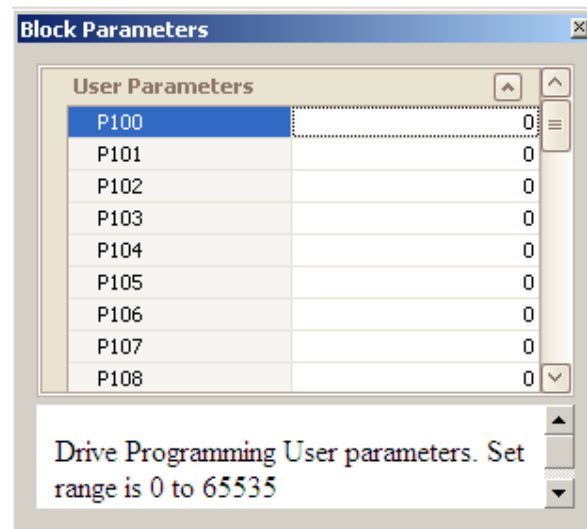 Block Parameters
User Parameters
P100 0
P101 0
P102 0
P103 0
P104 0
P105 0
P106 0
P107 0
P108 0
Drive Programming User parameters. Set
range is 0 to 65535